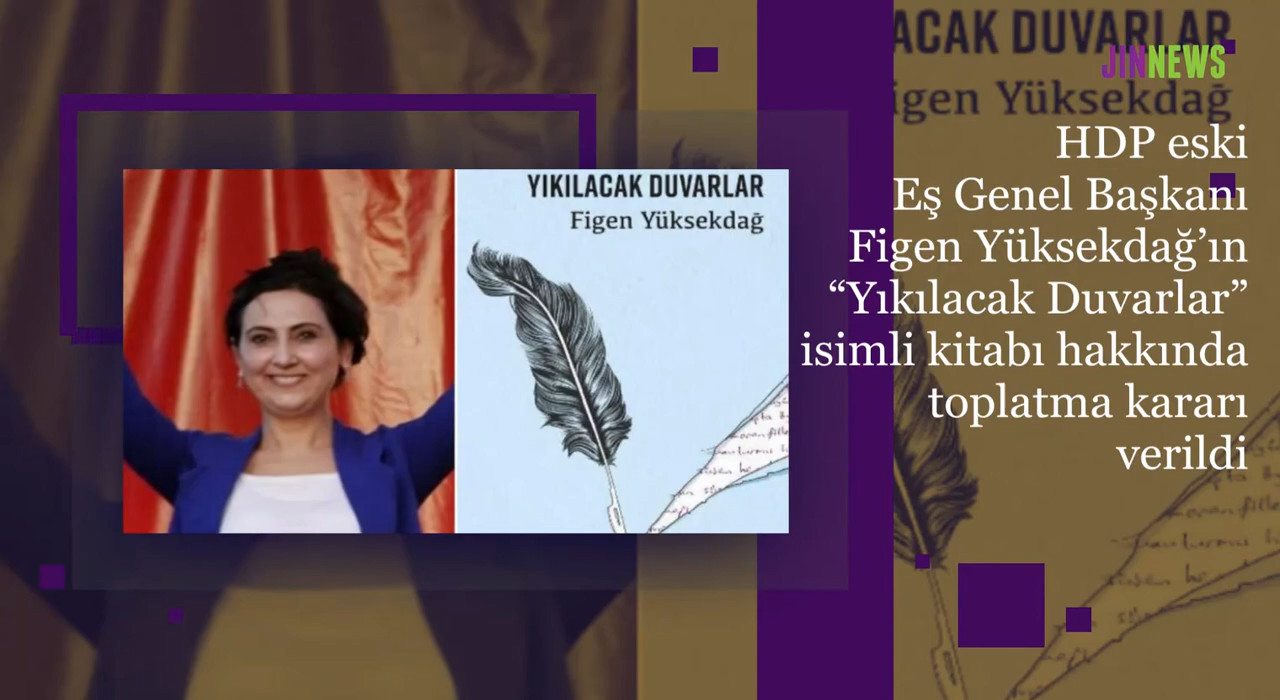 YIKILACAK DUVARLAR
Figen Yüksekdağ
ACAK DUVARLAR
igen Yüksekdağ
JINNEWS
HDP eski
Eş Genel Başkanı
Figen Yüksekdağ’ın
“Yıkılacak Duvarlar”
isimli kitabı hakkında
toplatma kararı
verildi